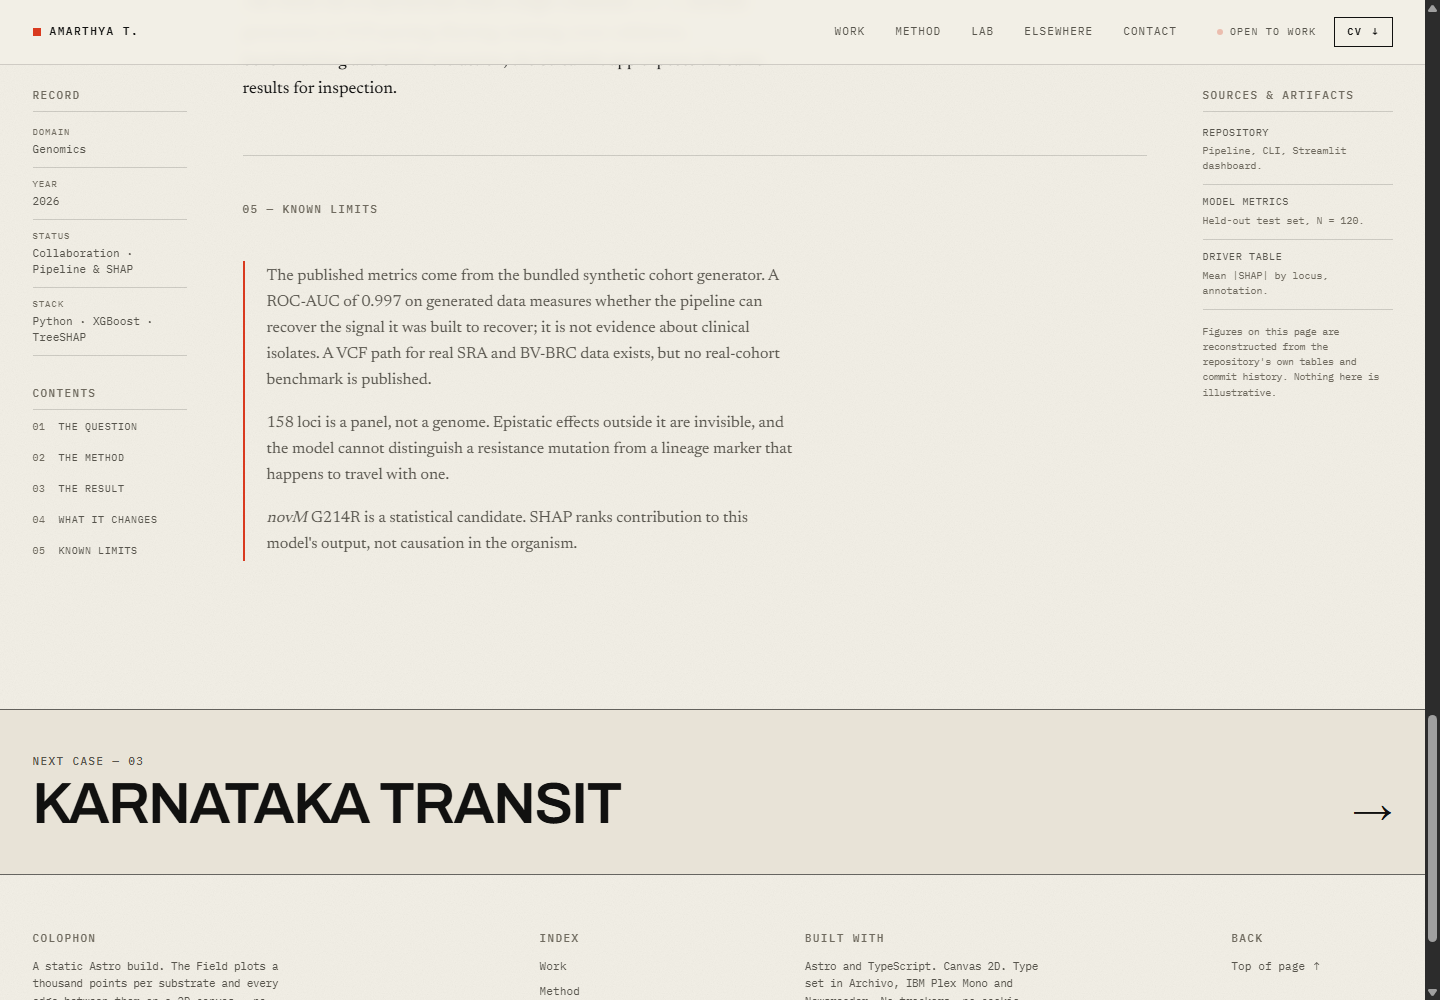 AMARTHYA T.
WORK
METHOD
LAB
ELSEWHERE
CONTACT
OPEN TO WORK
CV ↓
RECORD
DOMAIN
Genomics
YEAR
2026
STATUS
Collaboration ·
Pipeline & SHAP
STACK
Python · XGBoost ·
TreeSHAP
CONTENTS
01 THE QUESTION
02 THE METHOD
03 THE RESULT
04 WHAT IT CHANGES
05 KNOWN LIMITS
results for inspection.
05 — KNOWN LIMITS
The published metrics come from the bundled synthetic cohort generator. A
ROC-AUC of 0.997 on generated data measures whether the pipeline can
recover the signal it was built to recover; it is not evidence about clinical
isolates. A VCF path for real SRA and BV-BRC data exists, but no real-cohort
benchmark is published.
158 loci is a panel, not a genome. Epistatic effects outside it are invisible, and
the model cannot distinguish a resistance mutation from a lineage marker that
happens to travel with one.
novM G214R is a statistical candidate. SHAP ranks contribution to this
model's output, not causation in the organism.
SOURCES & ARTIFACTS
REPOSITORY
Pipeline, CLI, Streamlit
dashboard.
MODEL METRICS
Held-out test set, N = 120.
DRIVER TABLE
Mean |SHAP| by locus,
annotation.
Figures on this page are
reconstructed from the
repository's own tables and
commit history. Nothing here is
illustrative.
NEXT CASE — 03
KARNATAKA TRANSIT
→
COLOPHON
A static Astro build. The Field plots a
thousand points per substrate and every
INDEX
Work
Method
BUILT WITH
Astro and TypeScript. Canvas 2D. Type
set in Archivo, IBM Plex Mono and
BACK
Top of page ↑